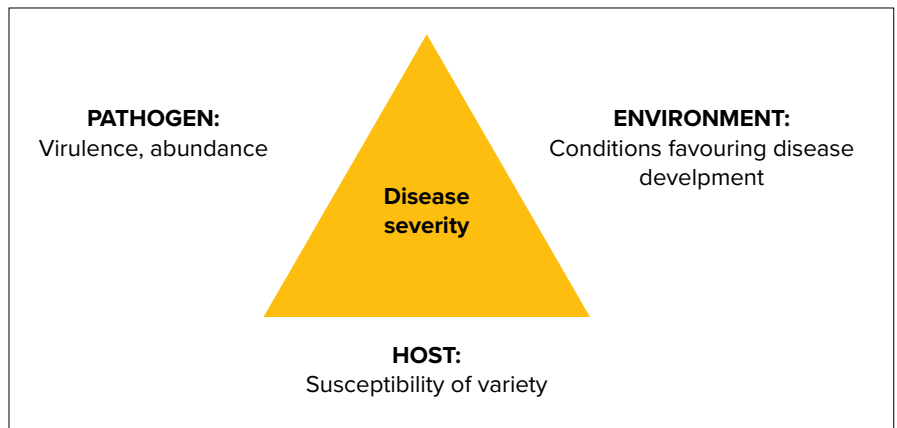 PATHOGEN:
Virulence, abundance
ENVIRONMENT:
Conditions favouring disease
develpment
Disease
severity
HOST:
Susceptibility of variety